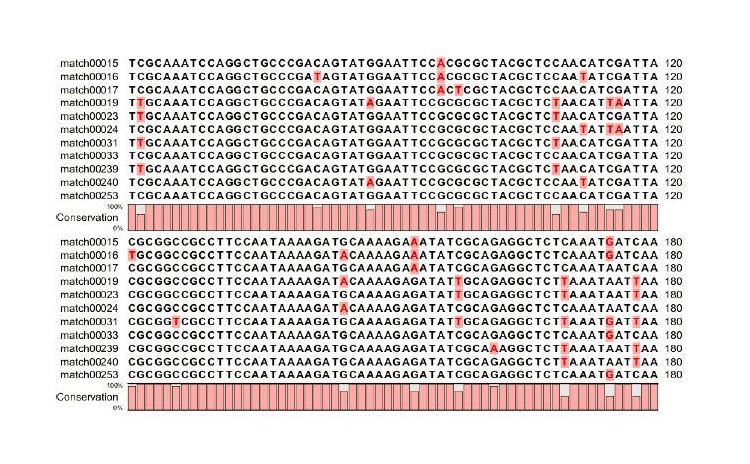 match00015 TCGCAAATCCAGGCTGCCCGACAGTATGGAATTCCACGCGCTACGCTCCAACATCGATTA 120
match00016 TCGCAAATCCAGGCTGCCCGATAGTATGGAATTCCACGCGCTACGCTCCAATATCGATTA 120
match00017 TCGCAAATCCAGGCTGCCCGACAGTATGGAATTCCACTCGCTACGCTCCAACATCGATTA 120
match00019 TTGCAAATCCAGGCTGCCCGACAGTATAGAATTCCGCGCGCTACGCTCTAACATTAATTA 120
match00023 TTGCAAATCCAGGCTGCCCGACAGTATGGAATTCCGCGCGCTACGCTCTAACATCGATTA 120
match00024 TCGCAAATCCAGGCTGCCCGACAGTATGGAATTCCGCGCGCTACGCTCCAATATTAATTA 120
match00031 TTGCAAATCCAGGCTGCCCGACAGTATGGAATTCCGCGCGCTACGCTCTAACATCGATTA 120
match00033 TCGCAAATCCAGGCTGCCCGACAGTATGGAATTCCGCGCGCTACGCTCCAACATCGATTA 120
match00239 TTGCAAATCCAGGCTGCCCGACAGTATGGAATTCCGCGCGCTACGCTCTAACATCGATTA 120
match00240 TCGCAAATCCAGGCTGCCCGACAGTATAGAATTCCGCGCGCTACGCTCCAATATCGATTA 120
match00253 TCGCAAATCCAGGCTGCCCGACAGTATGGAATTCCGCGCGCTACGCTCCAACATCGATTA 120
100%
Conservation
0%
match00015 CGCGGCCGCCTTCCAATAAAAGATGCAAAAGAAATATCGCAGAGGCTCTCAAATGATCAA 180
match00016 TGCGGCCGCCTTCCAATAAAAGATACAAAAGAAATATCGCAGAGGCTCTCAAATGATCAA 180
match00017 CGCGGCCGCCTTCCAATAAAAGATGCAAAAGAAATATCGCAGAGGCTCTCAAATAATCAA 180
match00019 CGCGGCCGCCTTCCAATAAAAGATACAAAAGAGATATTGCAGAGGCTCTTAAATAATTAA 180
match00023 CGCGGCCGCCTTCCAATAAAAGATGCAAAAGAGATATTGCAGAGGCTCTTAAATAATTAA 180
match00024 CGCGGCCGCCTTCCAATAAAAGATACAAAAGAGATATCGCAGAGGCTCTCAAATAATCAA 180
match00031 CGCGGTCGCCTTCCAATAAAAGATGCAAAAGAGATATTGCAGAGGCTCTTAAATGATTAA 180
match00033 CGCGGCCGCCTTCCAATAAAAGATGCAAAAGAGATATCGCAGAGGCTCTCAAATGATCAA 180
match00239 CGCGGCCGCCTTCCAATAAAAGATGCAAAAGAGATATCGCAAAGGCTCTTAAATAATTAA 180
match00240 CGCGGCCGCCTTCCAATAAAAGATGCAAAAGAGATATCGCAGAGGCTCTTAAATAATTAA 180
match00253 CGCGGCCGCCTTCCAATAAAAGATGCAAAAGAGATATCGCAGAGGCTCTCAAATGATCAA 180
100%
Conservation
0%